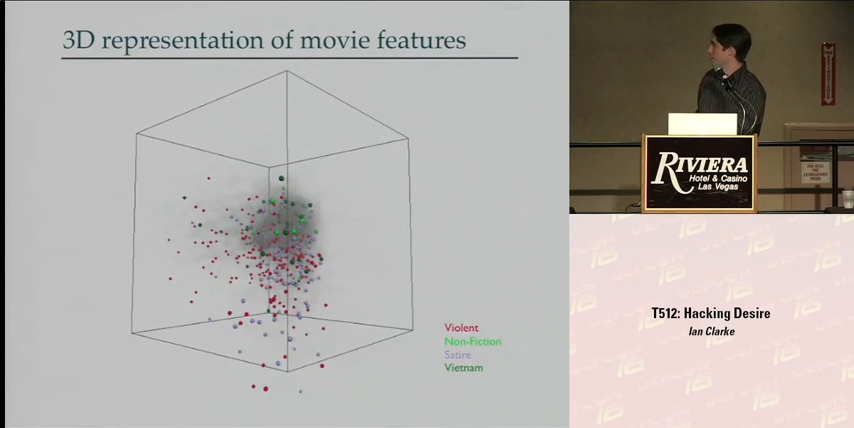 3D representation of movie features
Violent
Non-Fiction
Satire
Vietnam
RIVIERA
Hotel & Casino
Las Vegas
T512: Hacking Desire
Ian Clarke